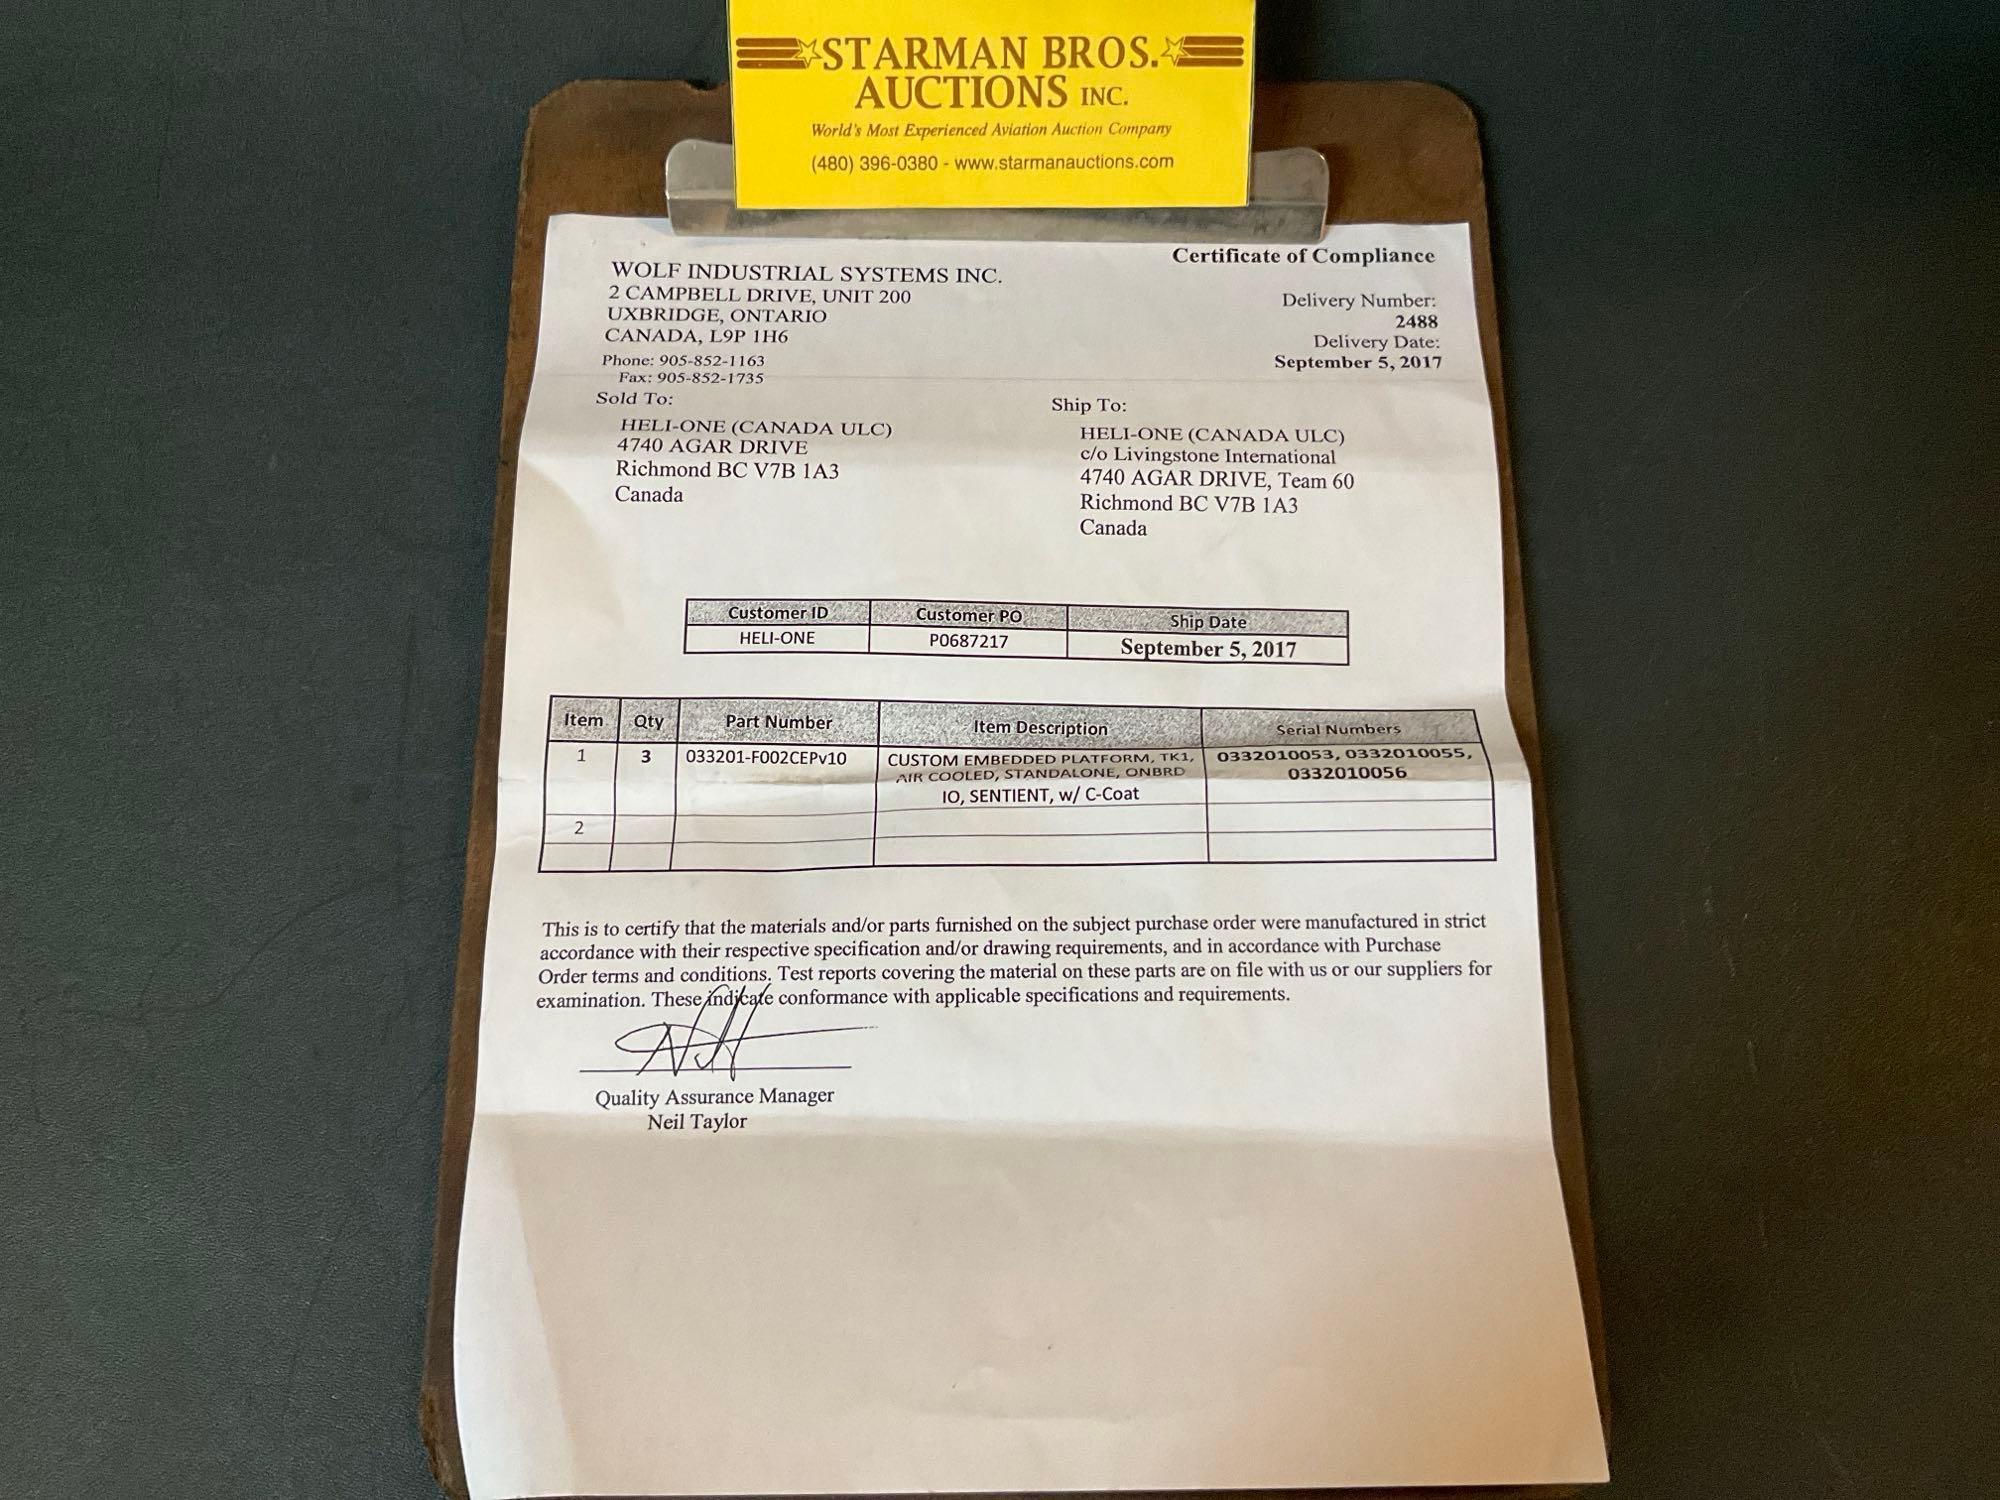 STARMAN BROS.
AUCTIONS INC.
World's Most Experienced Aviation Auction Company
(480) 396-0380 - www.starmanauctions.com
Certificate of Compliance
WOLF INDUSTRIAL SYSTEMS INC.
2 CAMPBELL DRIVE, UNIT 200
UXBRIDGE, ONTARIO
CANADA, L9P 1H6
Phone: 905-852-1163
Fax: 905-852-1735
Delivery Number:
2488
Delivery Date:
September 5, 2017
Sold To:
HELI-ONE (CANADA ULC)
4740 AGAR DRIVE
Richmond BC V7B 1A3
Canada
Ship To:
HELI-ONE (CANADA ULC)
c/o Livingstone International
4740 AGAR DRIVE, Team 60
Richmond BC V7B 1A3
Canada
Customer ID Customer PO Ship Date
HELI-ONE P0687217 September 5, 2017
Item Qty Part Number Item Description Serial Numbers
1 3 033201-F002CEPv10 CUSTOM EMBEDDED PLATFORM, TK1, 0332010053, 0332010055,
AIR COOLED, STANDALONE, ONBRD 0332010056
IO, SENTIENT, w/ C-Coat
2
This is to certify that the materials and/or parts furnished on the subject purchase order were manufactured in strict
accordance with their respective specification and/or drawing requirements, and in accordance with Purchase
Order terms and conditions. Test reports covering the material on these parts are on file with us or our suppliers for
examination. These indicate conformance with applicable specifications and requirements.
Quality Assurance Manager
Neil Taylor